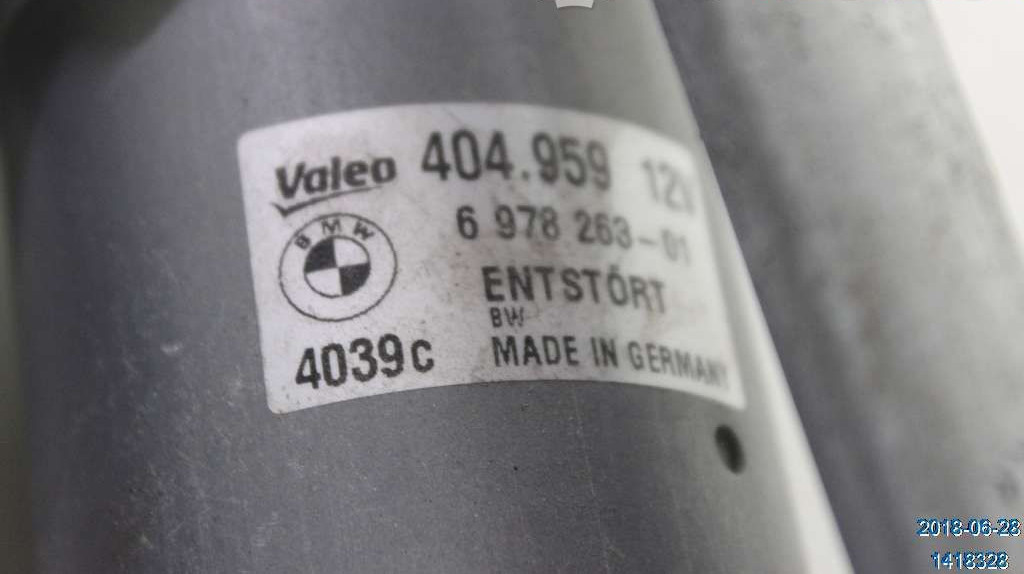 Valeo 404.959 12V
BMW 6 978 263-01
ENTSTÖRT
BW
4039C MADE IN GERMANY
2018-06-28
1418328